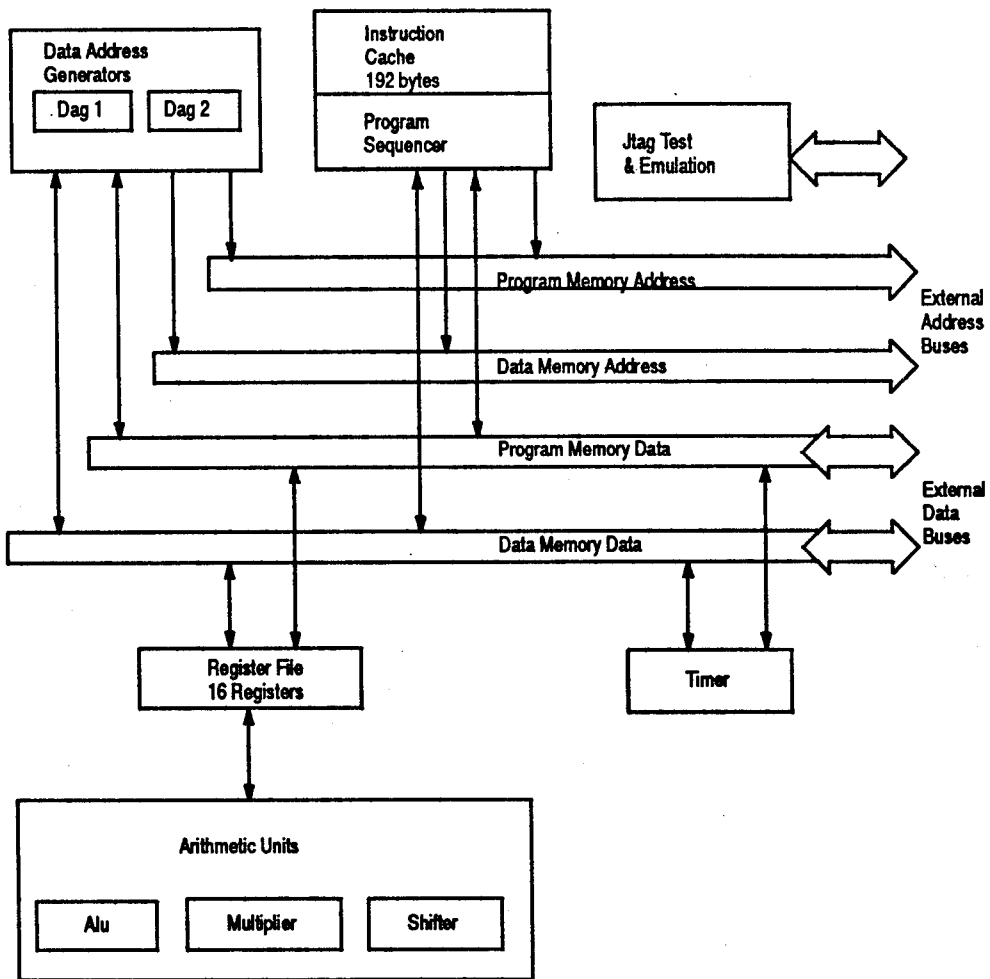 Data Address
Generators
Dag 1
Dag 2
Instruction
Cache
192 bytes
Program
Sequencer
Jtag Test
& Emulation
Program Memory Address
External
Address
Buses
Data Memory Address
Program Memory Data
External
Data
Buses
Data Memory Data
Register File
16 Registers
Timer
Arithmetic Units
Alu
Multiplier
Shifter